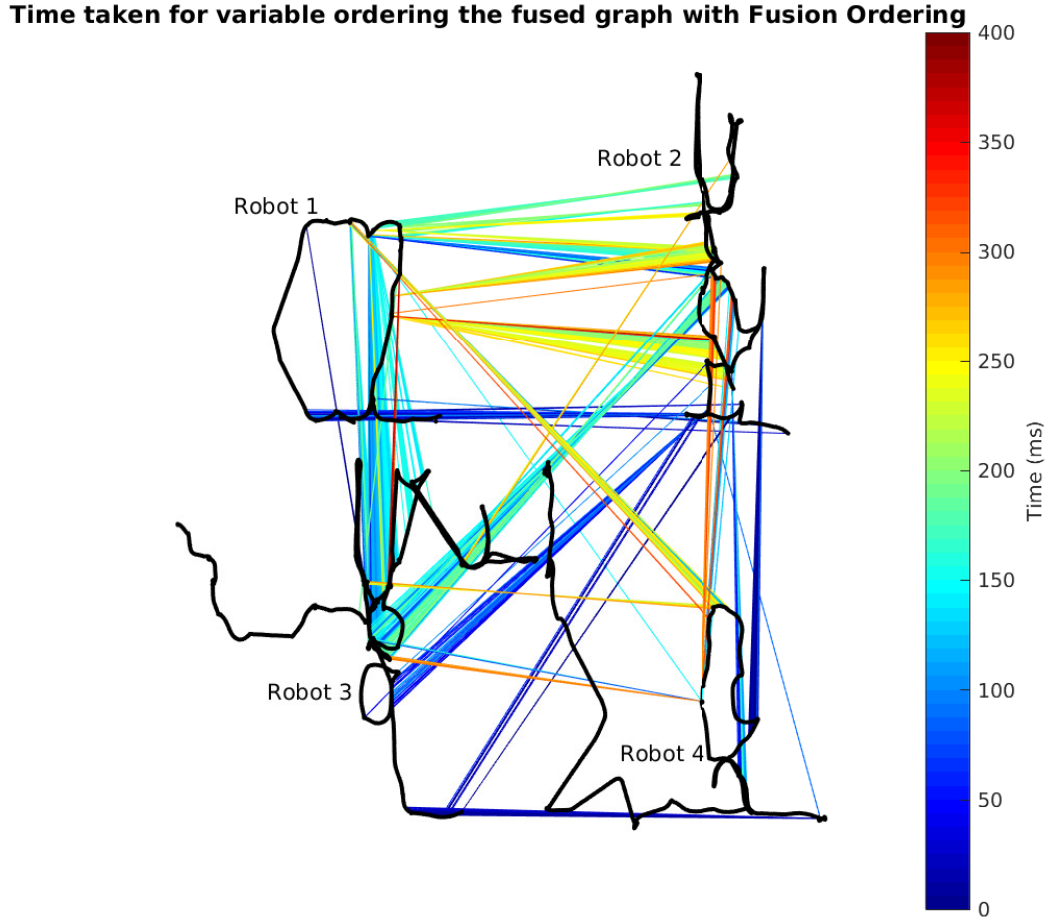 Time taken for variable ordering the fused graph with Fusion Ordering
400
350
300
250
200
150
100
50
0
Time (ms)
Robot 2
Robot 1
Robot 3
Robot 4